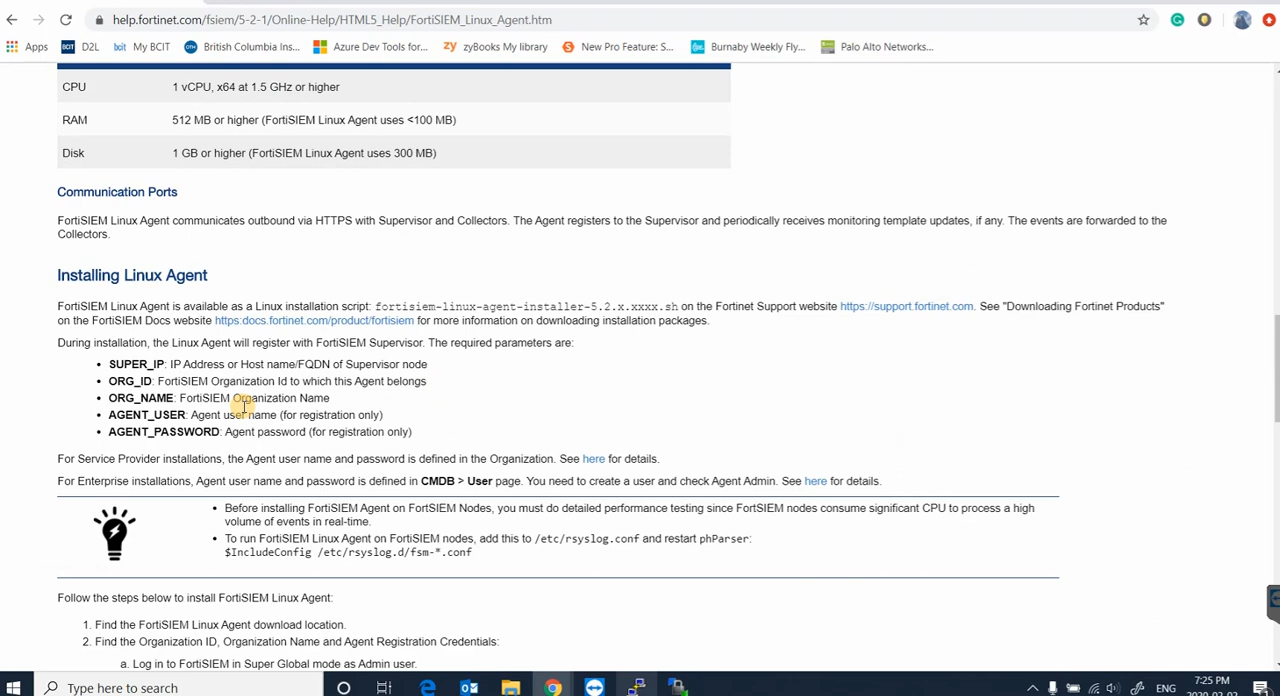 help.fortinet.com/fsiem/5-2-1/Online-Help/HTML5_Help/FortiSIEM_Linux_Agent.htm
Apps D2L My BCIT British Columbia Ins... Azure Dev Tools for... zyBooks My library New Pro Feature: S... Burnaby Weekly Fly... Palo Alto Networks...
CPU 1 vCPU, x64 at 1.5 GHz or higher
RAM 512 MB or higher (FortiSIEM Linux Agent uses <100 MB)
Disk 1 GB or higher (FortiSIEM Linux Agent uses 300 MB)
Communication Ports
FortiSIEM Linux Agent communicates outbound via HTTPS with Supervisor and Collectors. The Agent registers to the Supervisor and periodically receives monitoring template updates, if any. The events are forwarded to the
Collectors.
Installing Linux Agent
FortiSIEM Linux Agent is available as a Linux installation script: fortisiem-linux-agent-installer-5.2.x.xxxx.sh on the Fortinet Support website https://support.fortinet.com. See "Downloading Fortinet Products"
on the FortiSIEM Docs website https:docs.fortinet.com/product/fortisiem for more information on downloading installation packages.
During installation, the Linux Agent will register with FortiSIEM Supervisor. The required parameters are:
• SUPER_IP: IP Address or Host name/FQDN of Supervisor node
• ORG_ID: FortiSIEM Organization Id to which this Agent belongs
• ORG_NAME: FortiSIEM Organization Name
• AGENT_USER: Agent user name (for registration only)
• AGENT_PASSWORD: Agent password (for registration only)
For Service Provider installations, the Agent user name and password is defined in the Organization. See here for details.
For Enterprise installations, Agent user name and password is defined in CMDB > User page. You need to create a user and check Agent Admin. See here for details.
• Before installing FortiSIEM Agent on FortSIEM Nodes, you must do detailed performance testing since FortSIEM nodes consume significant CPU to process a high
volume of events in real-time.
• To run FortiSIEM Linux Agent on FortiSIEM nodes, add this to /etc/rsyslog.conf and restart phParser:
$IncludeConfig /etc/rsyslog.d/fsm-*.conf
Follow the steps below to install FortiSIEM Linux Agent:
1. Find the FortiSIEM Linux Agent download location.
2. Find the Organization ID, Organization Name and Agent Registration Credentials:
a. Log in to FortiSIEM in Super Global mode as Admin user.
Type here to search
7:25 PM